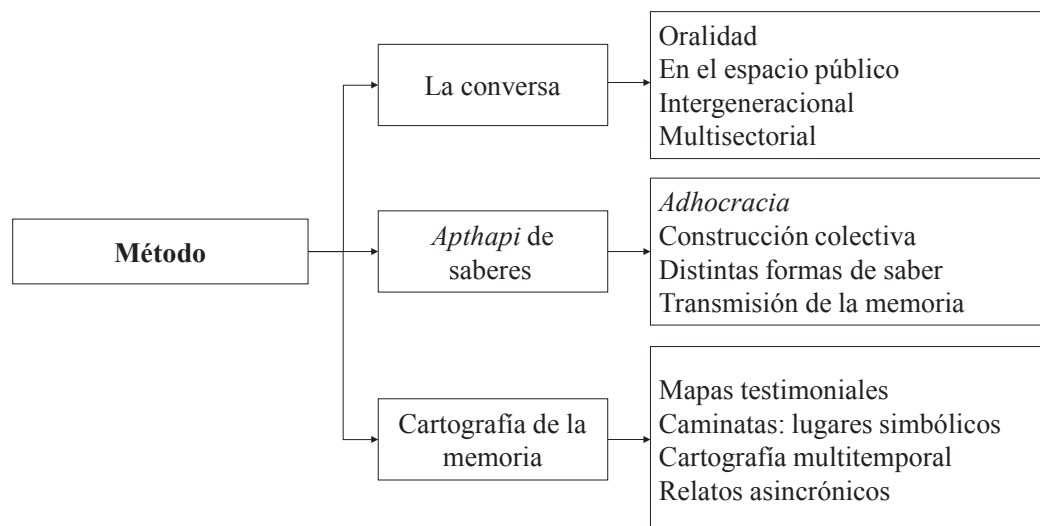 Método
La conversa
Oralidad
En el espacio público
Intergeneracional
Multisectorial
Apthapi de
saberes
Adhocracia
Construcción colectiva
Distintas formas de saber
Transmisión de la memoria
Cartografía de la
memoria
Mapas testimoniales
Caminatas: lugares simbólicos
Cartografía multitemporal
Relatos asincrónicos